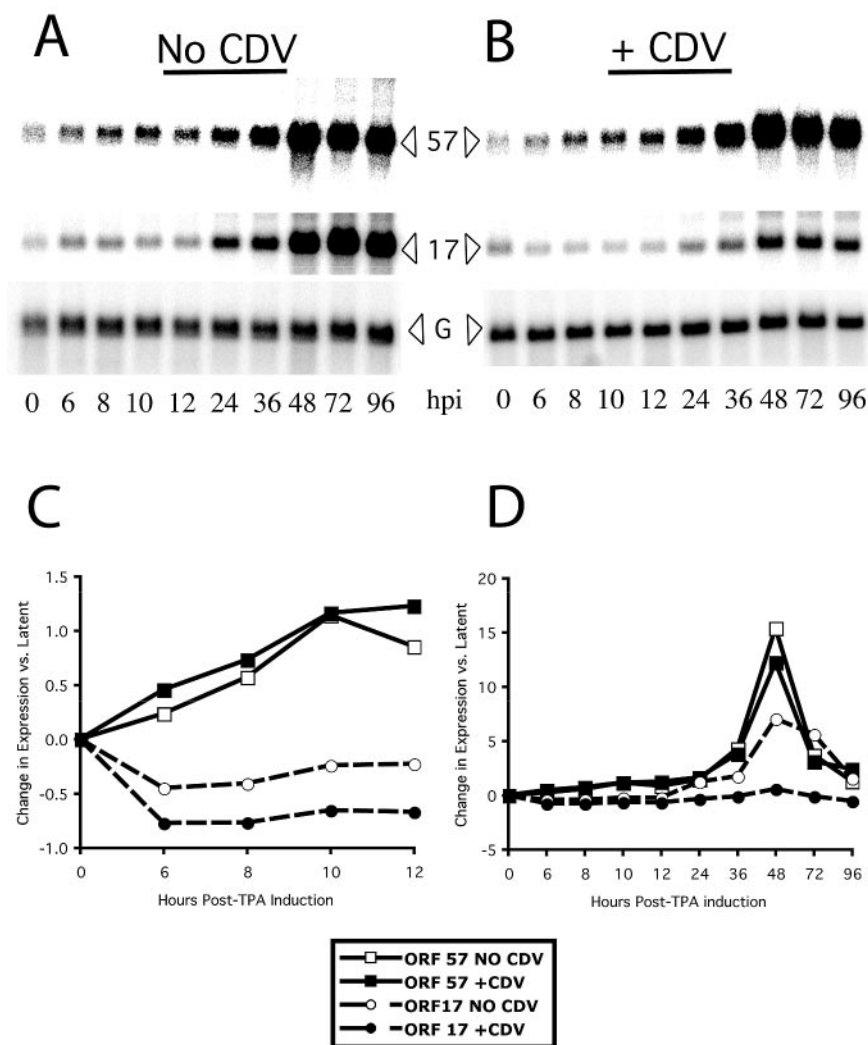 A
No CDV
B
+ CDV
57
17
G
0 6 8 10 12 24 36 48 72 96 hpi 0 6 8 10 12 24 36 48 72 96
C
Change in Expression vs. Latent
1.5
1.0
0.5
0.0
-0.5
-1.0
0 6 8 10 12
Hours Post-TPA Induction
D
Change in Expression vs. Latent
20
15
10
5
0
-5
0 6 8 10 12 24 36 48 72 96
Hours Post-TPA induction
ORF 57 NO CDV
ORF 57 +CDV
ORF17 NO CDV
ORF 17 +CDV